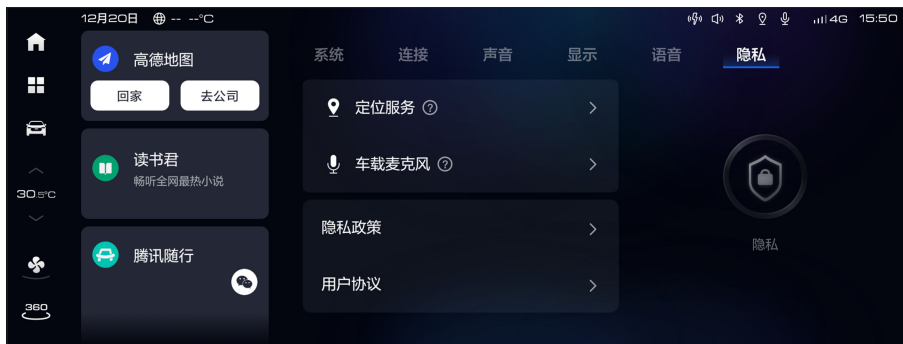 12月20日 -- --°C
4G 15:50
系统 连接 声音 显示 语音 隐私
高德地图
回家 去公司
定位服务
读书君
畅听全网最热小说
车载麦克风
30.5°C
隐私政策
隐私
腾讯随行
用户协议
360